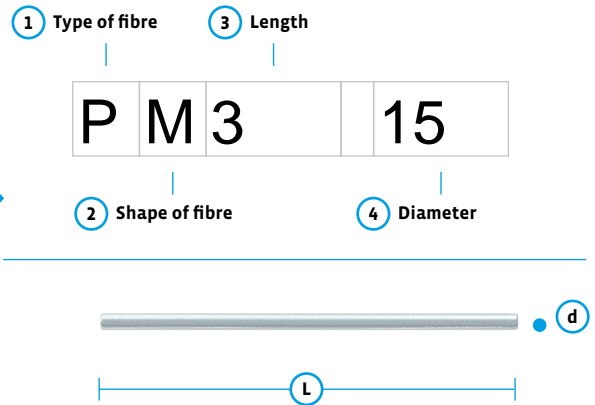 1 Type of fibre 3 Length
P M 3 15
2 Shape of fibre 4 Diameter
d
L